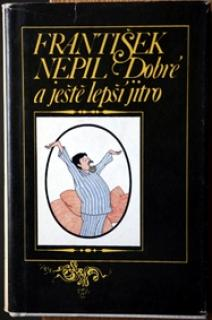 FRANTIŠEK
NEPIL Dobré
a ještě lepší jitro